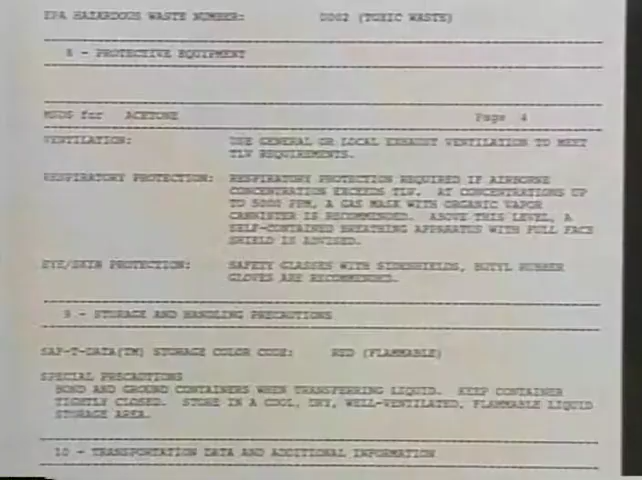 EPA HAZARDOUS WASTE NUMBER: D002 (TOXIC WASTE)
8 - PROTECTIVE EQUIPMENT
MSDS for ACETONE Page 4
VENTILATION: USE GENERAL OR LOCAL EXHAUST VENTILATION TO MEET
TLV REQUIREMENTS.
RESPIRATORY PROTECTION: RESPIRATORY PROTECTION REQUIRED IF AIRBORNE
CONCENTRATION EXCEEDS TLV. AT CONCENTRATIONS UP
TO 5000 PPM, A GAS MASK WITH ORGANIC VAPOR
CANNISTER IS RECOMMENDED. ABOVE THIS LEVEL, A
SELF-CONTAINED BREATHING APPARATUS WITH FULL FACE
SHIELD IS ADVISED.
EYE/SKIN PROTECTION: SAFETY GLASSES WITH SIDESHIELDS, BUTYL RUBBER
GLOVES ARE RECOMMENDED.
9 - STORAGE AND HANDLING PRECAUTIONS
SAF-T-DATA(TM) STORAGE COLOR CODE: RED (FLAMMABLE)
SPECIAL PRECAUTIONS
BOND AND GROUND CONTAINERS WHEN TRANSFERRING LIQUID. KEEP CONTAINER
TIGHTLY CLOSED. STORE IN A COOL, DRY, WELL-VENTILATED, FLAMMABLE LIQUID
STORAGE AREA.
10 - TRANSPORTATION DATA AND ADDITIONAL INFORMATION